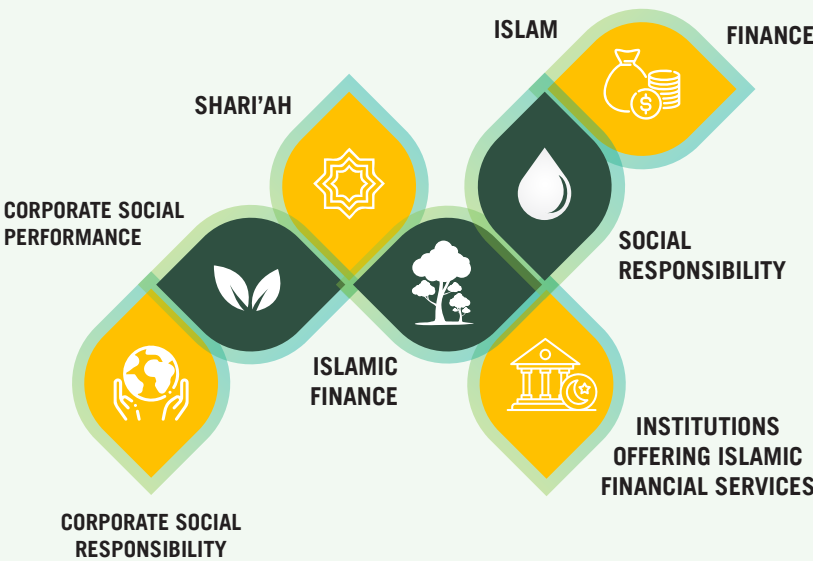 ISLAM
FINANCE
SHARI'AH
CORPORATE SOCIAL
PERFORMANCE
SOCIAL
RESPONSIBILITY
ISLAMIC
FINANCE
INSTITUTIONS
OFFERING ISLAMIC
FINANCIAL SERVICES
CORPORATE SOCIAL
RESPONSIBILITY
$